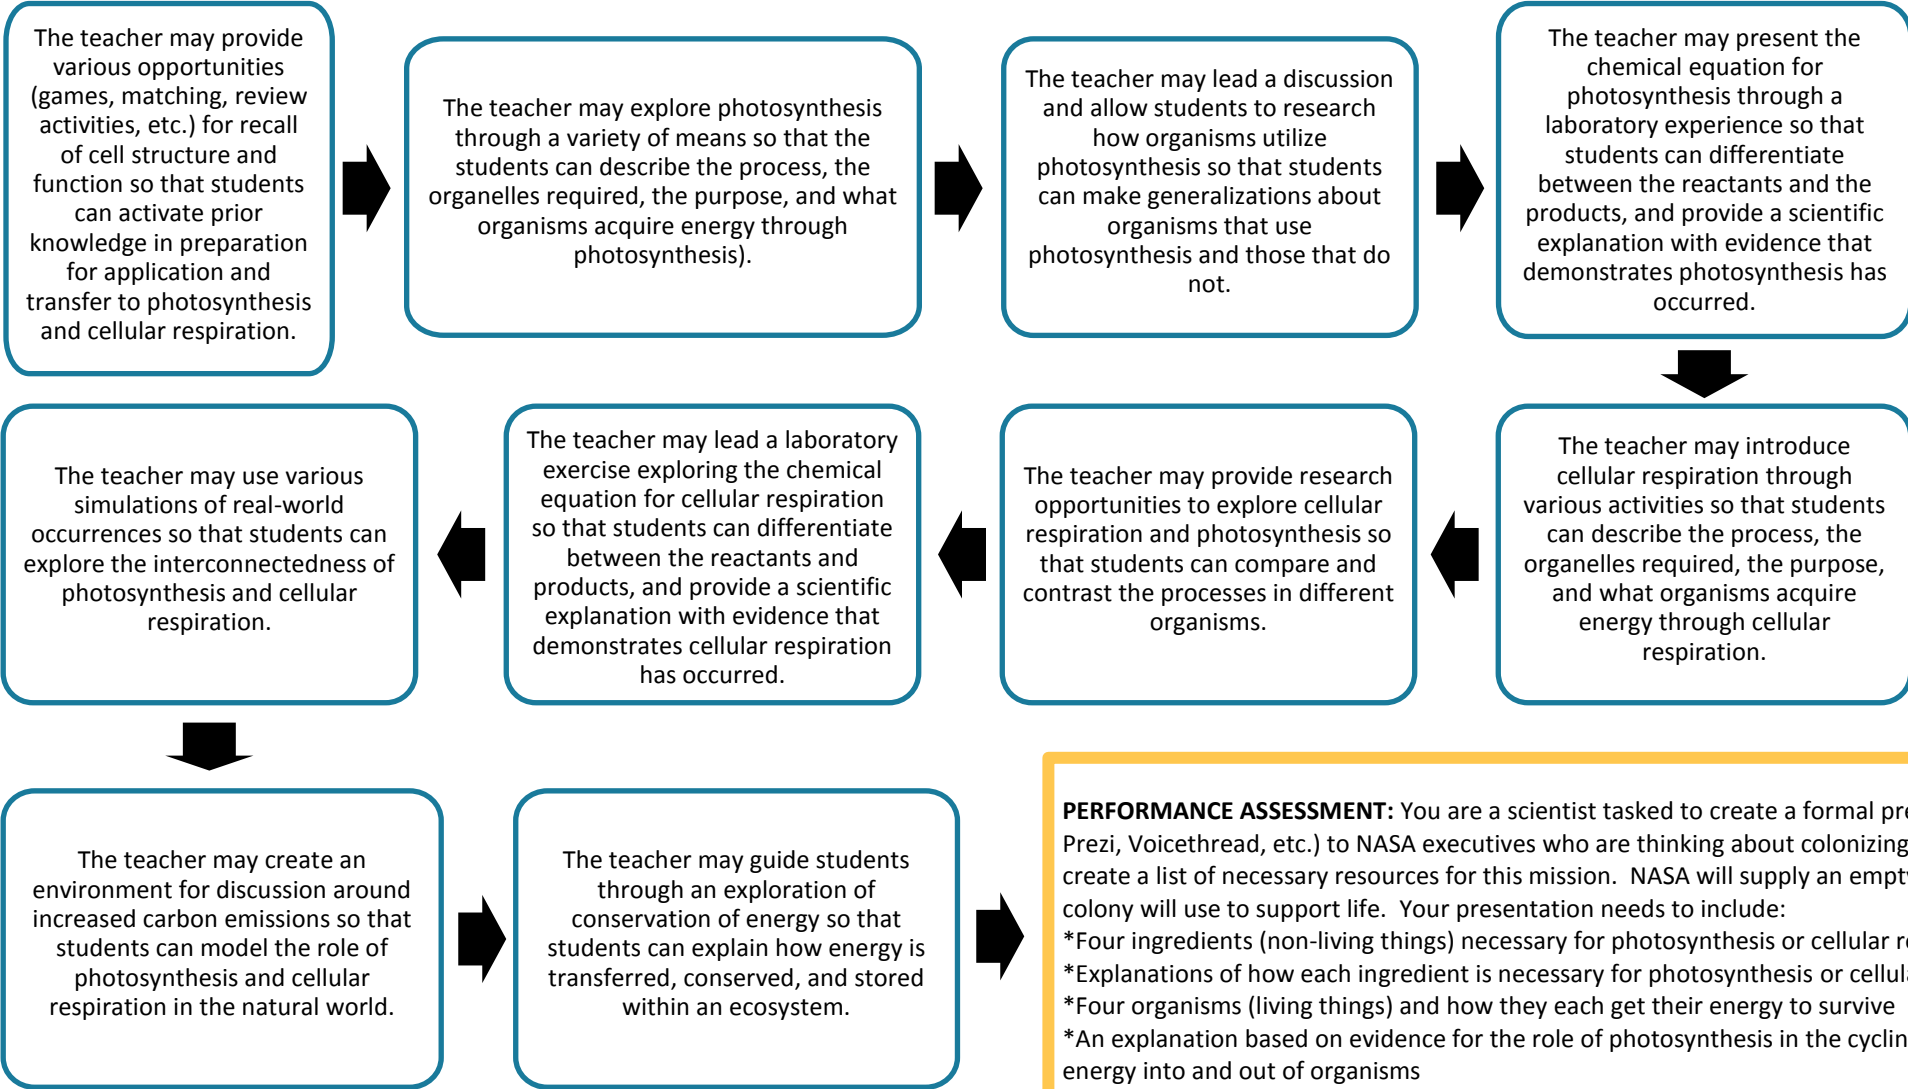 The teacher may provide
various opportunities
(games, matching, review
activities, etc.) for recall
of cell structure and
function so that students
can activate prior
knowledge in preparation
for application and
transfer to photosynthesis
and cellular respiration.
The teacher may explore photosynthesis
through a variety of means so that the
students can describe the process, the
organelles required, the purpose, and what
organisms acquire energy through
photosynthesis).
The teacher may lead a discussion
and allow students to research
how organisms utilize
photosynthesis so that students
can make generalizations about
organisms that use
photosynthesis and those that do
not.
The teacher may present the
chemical equation for
photosynthesis through a
laboratory experience so that
students can differentiate
between the reactants and the
products, and provide a scientific
explanation with evidence that
demonstrates photosynthesis has
occurred.
The teacher may introduce
cellular respiration through
various activities so that students
can describe the process, the
organelles required, the purpose,
and what organisms acquire
energy through cellular
respiration.
The teacher may provide research
opportunities to explore cellular
respiration and photosynthesis so
that students can compare and
contrast the processes in different
organisms.
The teacher may lead a laboratory
exercise exploring the chemical
equation for cellular respiration
so that students can differentiate
between the reactants and
products, and provide a scientific
explanation with evidence that
demonstrates cellular respiration
has occurred.
The teacher may use various
simulations of real-world
occurrences so that students can
explore the interconnectedness of
photosynthesis and cellular
respiration.
The teacher may create an
environment for discussion around
increased carbon emissions so that
students can model the role of
photosynthesis and cellular
respiration in the natural world.
The teacher may guide students
through an exploration of
conservation of energy so that
students can explain how energy is
transferred, conserved, and stored
within an ecosystem.
PERFORMANCE ASSESSMENT: You are a scientist tasked to create a formal
Prezi, Voicethread, etc.) to NASA executives who are thinking about colonizing
create a list of necessary resources for this mission. NASA will supply an
colony will use to support life. Your presentation needs to include:
*Four ingredients (non-living things) necessary for photosynthesis or cellular
*Explanations of how each ingredient is necessary for photosynthesis or
*Four organisms (living things) and how they each get their energy to survive
*An explanation based on evidence for the role of photosynthesis in the
energy into and out of organisms